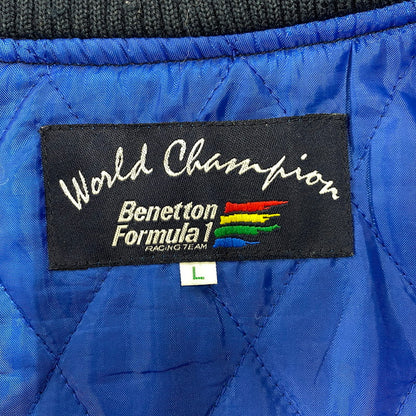 World Champion
Benetton
Formula 1
RACING TEAM
L